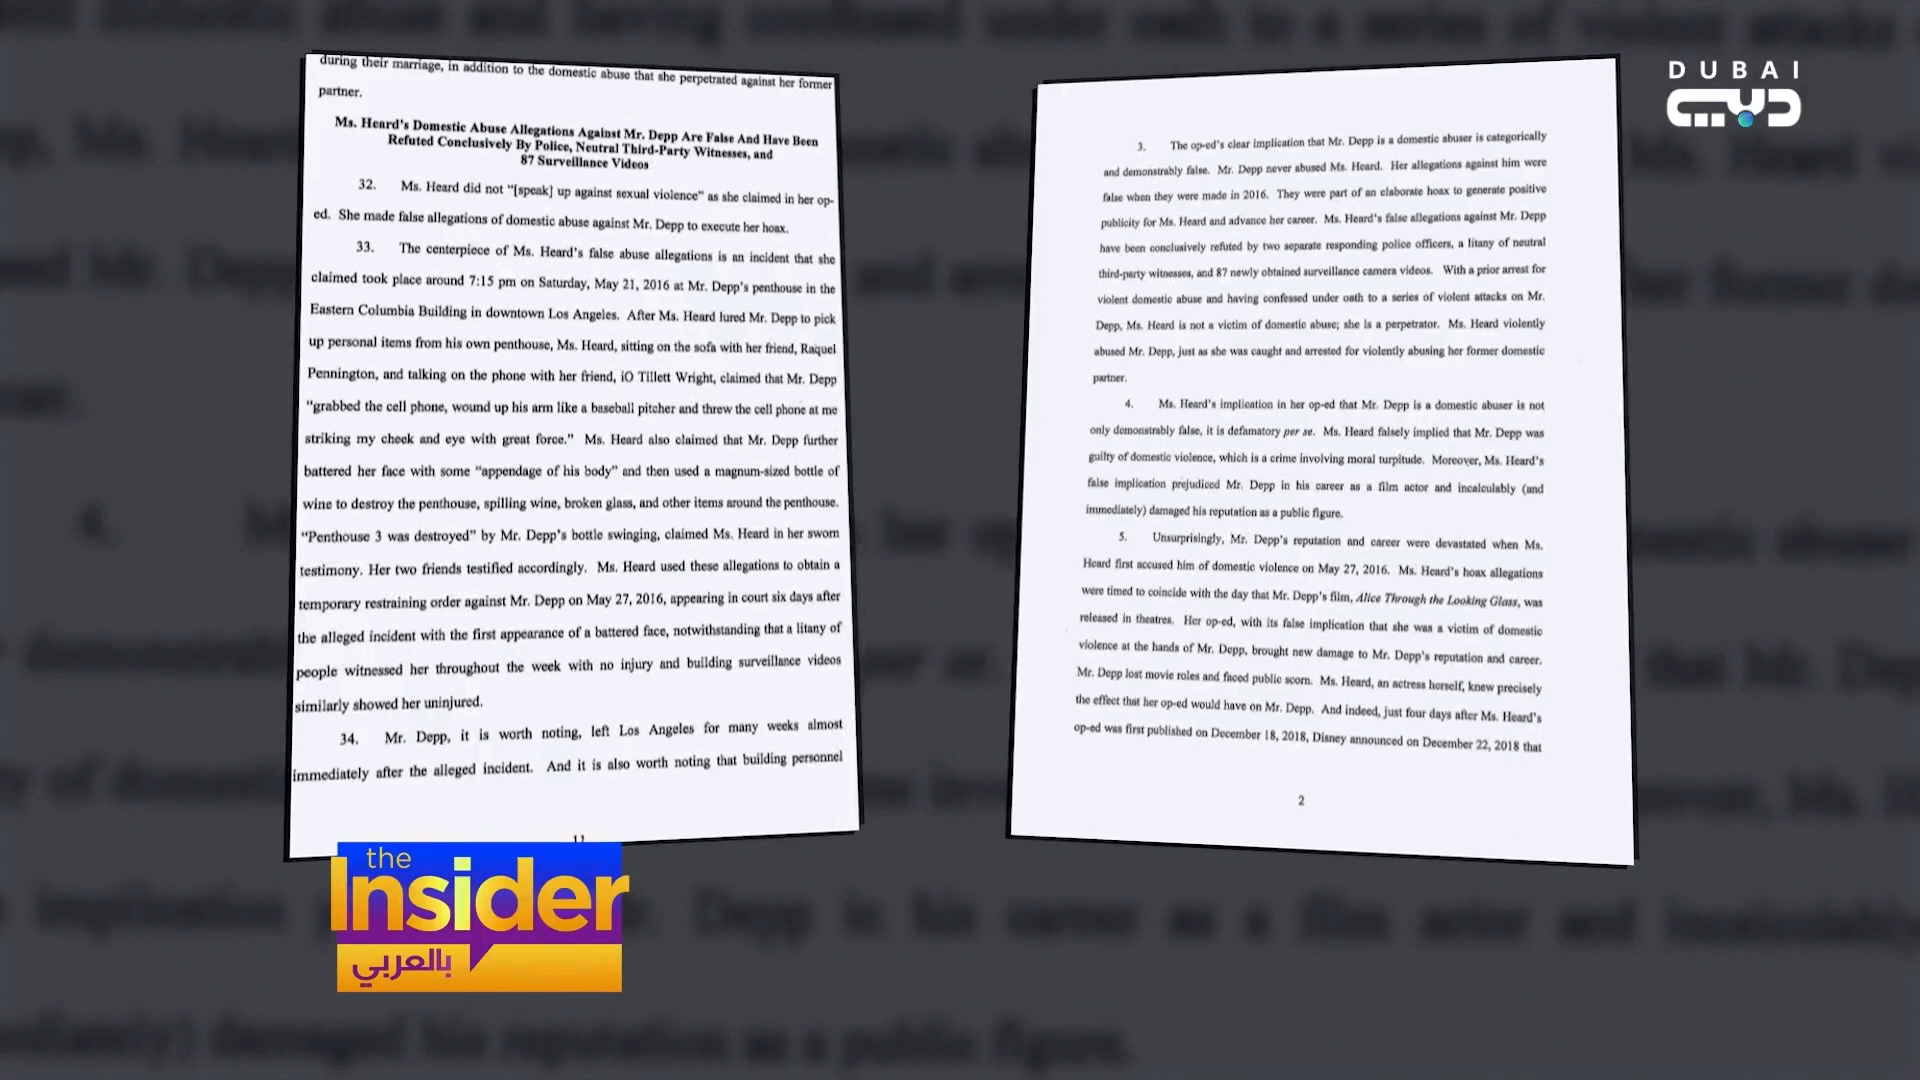 during their marriage, in addition to the domestic abuse that she perpetrated against her former
partner.
Ms. Heard's Domestic Abuse Allegations Against Mr. Depp Are False And Have Been
Refuted Conclusively By Police, Neutral Third-Party Witnesses, and
87 Surveillance Videos
32. Ms. Heard did not "[speak] up against sexual violence" as she claimed in her op-
ed. She made false allegations of domestic abuse against Mr. Depp to execute her hoax.
33. The centerpiece of Ms. Heard's false abuse allegations is an incident that she
claimed took place around 7:15 pm on Saturday, May 21, 2016 at Mr. Depp's penthouse in the
Eastern Columbia Building in downtown Los Angeles. After Ms. Heard lured Mr. Depp to pick
up personal items from his own penthouse, Ms. Heard, sitting on the sofa with her friend, Raquel
Pennington, and talking on the phone with her friend, iO Tillett Wright, claimed that Mr. Depp
"grabbed the cell phone, wound up his arm like a baseball pitcher and threw the cell phone at me
striking my cheek and eye with great force." Ms. Heard also claimed that Mr. Depp further
battered her face with some "appendage of his body" and then used a magnum-sized bottle of
wine to destroy the penthouse, spilling wine, broken glass, and other items around the penthouse.
"Penthouse 3 was destroyed" by Mr. Depp's bottle swinging, claimed Ms. Heard in her sworn
testimony. Her two friends testified accordingly. Ms. Heard used these allegations to obtain a
temporary restraining order against Mr. Depp on May 27, 2016, appearing in court six days after
the alleged incident with the first appearance of a battered face, notwithstanding that a litany of
people witnessed her throughout the week with no injury and building surveillance videos
similarly showed her uninjured.
34. Mr. Depp, it is worth noting, left Los Angeles for many weeks almost
immediately after the alleged incident. And it is also worth noting that building personnel
11
3. The op-ed's clear implication that Mr. Depp is a domestic abuser is categorically
and demonstrably false. Mr. Depp never abused Ms. Heard. Her allegations against him were
false when they were made in 2016. They were part of an elaborate hoax to generate positive
publicity for Ms. Heard and advance her career. Ms. Heard's false allegations against Mr. Depp
have been conclusively refuted by two separate responding police officers, a litany of neutral
third-party witnesses, and 87 newly obtained surveillance camera videos. With a prior arrest for
violent domestic abuse and having confessed under oath to a series of violent attacks on Mr.
Depp, Ms. Heard is not a victim of domestic abuse; she is a perpetrator. Ms. Heard violently
abused Mr. Depp, just as she was caught and arrested for violently abusing her former domestic
partner.
4. Ms. Heard's implication in her op-ed that Mr. Depp is a domestic abuser is not
only demonstrably false, it is defamatory per se. Ms. Heard falsely implied that Mr. Depp was
guilty of domestic violence, which is a crime involving moral turpitude. Moreover, Ms. Heard's
false implication prejudiced Mr. Depp in his career as a film actor and incalculably (and
immediately) damaged his reputation as a public figure.
5. Unsurprisingly, Mr. Depp's reputation and career were devastated when Ms.
Heard first accused him of domestic violence on May 27, 2016. Ms. Heard's hoax allegations
were timed to coincide with the day that Mr. Depp's film, Alice Through the Looking Glass, was
released in theatres. Her op-ed, with its false implication that she was a victim of domestic
violence at the hands of Mr. Depp, brought new damage to Mr. Depp's reputation and career.
Mr. Depp lost movie roles and faced public scorn. Ms. Heard, an actress herself, knew precisely
the effect that her op-ed would have on Mr. Depp. And indeed, just four days after Ms. Heard's
op-ed was first published on December 18, 2018, Disney announced on December 22, 2018 that
2
DUBAI
دبي
the
Insider
بالعربي